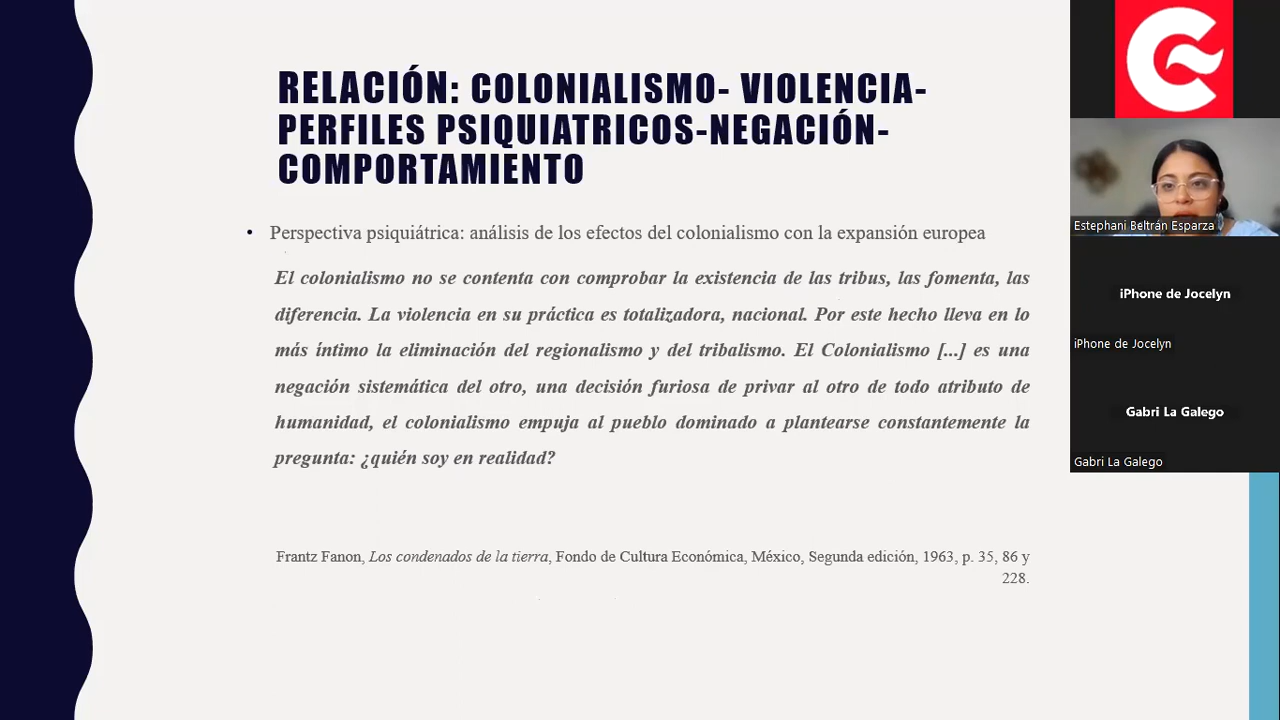 RELACIÓN: COLONIALISMO- VIOLENCIA-
PERFILES PSIQUIATRICOS-NEGACIÓN-
COMPORTAMIENTO
• Perspectiva psiquiátrica: análisis de los efectos del colonialismo con la expansión europea
El colonialismo no se contenta con comprobar la existencia de las tribus, las fomenta, las
diferencia. La violencia en su práctica es totalizadora, nacional. Por este hecho lleva en lo
más íntimo la eliminación del regionalismo y del tribalismo. El Colonialismo [...] es una
negación sistemática del otro, una decisión furiosa de privar al otro de todo atributo de
humanidad, el colonialismo empuja al pueblo dominado a plantearse constantemente la
pregunta: ¿quién soy en realidad?
Frantz Fanon, Los condenados de la tierra, Fondo de Cultura Económica, México, Segunda edición, 1963, p. 35, 86 y
228.
Estephani Beltrán Esparza
iPhone de Jocelyn
iPhone de Jocelyn
Gabri La Galego
Gabri La Galego